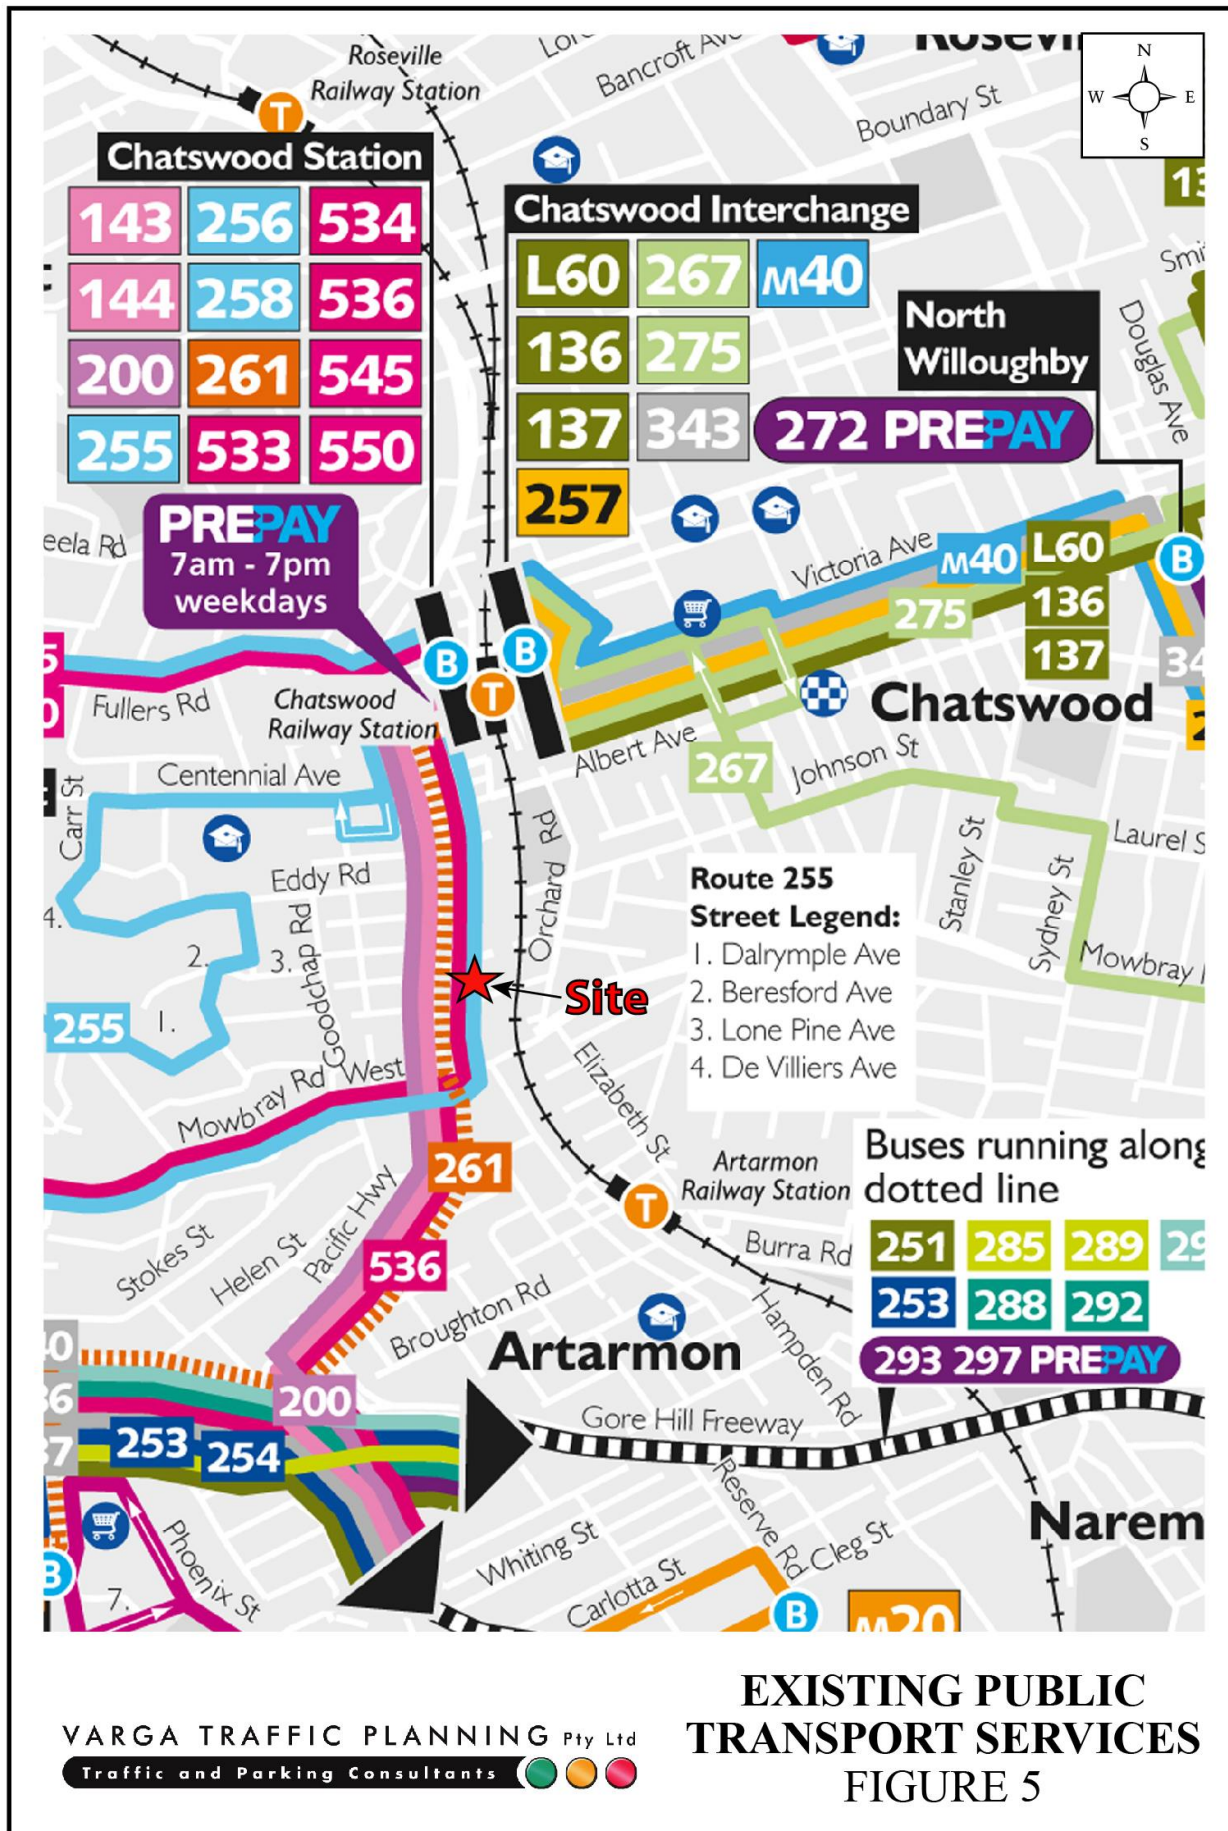 Roseville
Railway Station
Bancroft Ave
Boundary St
N
W E
S
Chatswood Station
143 256 534
144 258 536
200 261 545
255 533 550
Chatswood Interchange
L60 267 M40
136 275
137 343 272 PREPAY
257
North
Willoughby
Douglas Ave
PREPAY
7am - 7pm
weekdays
Victoria Ave
M40 L60
275 136
137
B
B
B
T
T
Fullers Rd
Chatswood
Railway Station
Chatswood
Albert Ave
267
Johnson St
Centennial Ave
Carr St
Eddy Rd
Goodchap Rd
Orchard Rd
Stanley St
Sydney St
Laurel S
Mowbray
4.
2.
3.
1.
255
Site
Route 255
Street Legend:
1. Dalrymple Ave
2. Beresford Ave
3. Lone Pine Ave
4. De Villiers Ave
Mowbray Rd West
Elizabeth St
261
Artarmon
Railway Station
T
Buses running along
dotted line
251 285 289 29
253 288 292
293 297 PREPAY
Stokes St
Helen St
Pacific Hwy
536
Burra Rd
Broughton Rd
Hampden Rd
Artarmon
200
253 254
Gore Hill Freeway
Reserve Rd
Narem
Whiting St
Cleg St
Carlotta St
Phoenix St
7.
B
B
M20
VARGA TRAFFIC PLANNING Pty Ltd
Traffic and Parking Consultants
EXISTING PUBLIC
TRANSPORT SERVICES
FIGURE 5